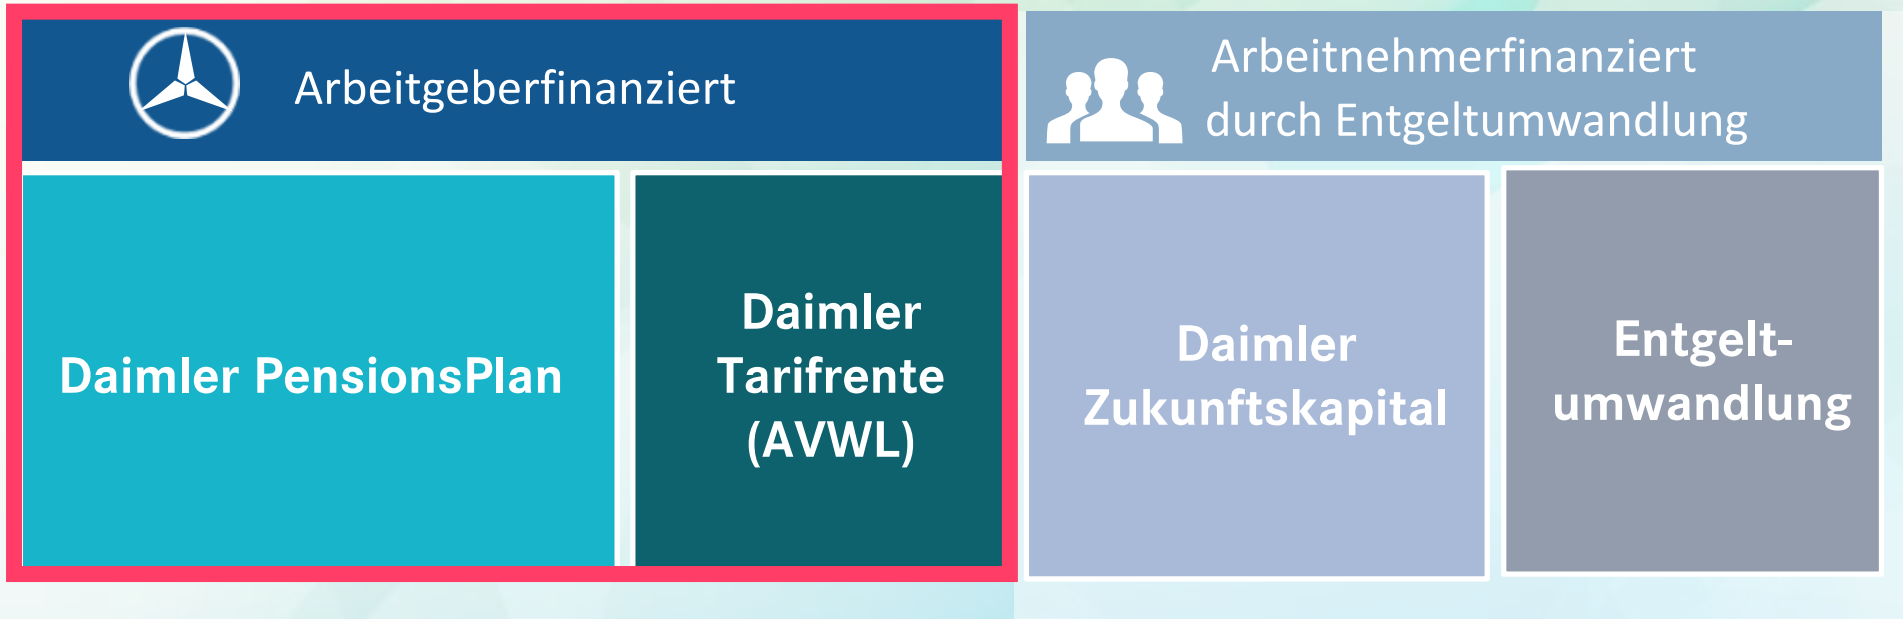 Arbeitgeberfinanziert
Arbeitnehmerfinanziert
durch Entgeltumwandlung
Daimler PensionsPlan
Daimler
Tarifrente
(AVWL)
Daimler
Zukunftskapital
Entgelt-
umwandlung